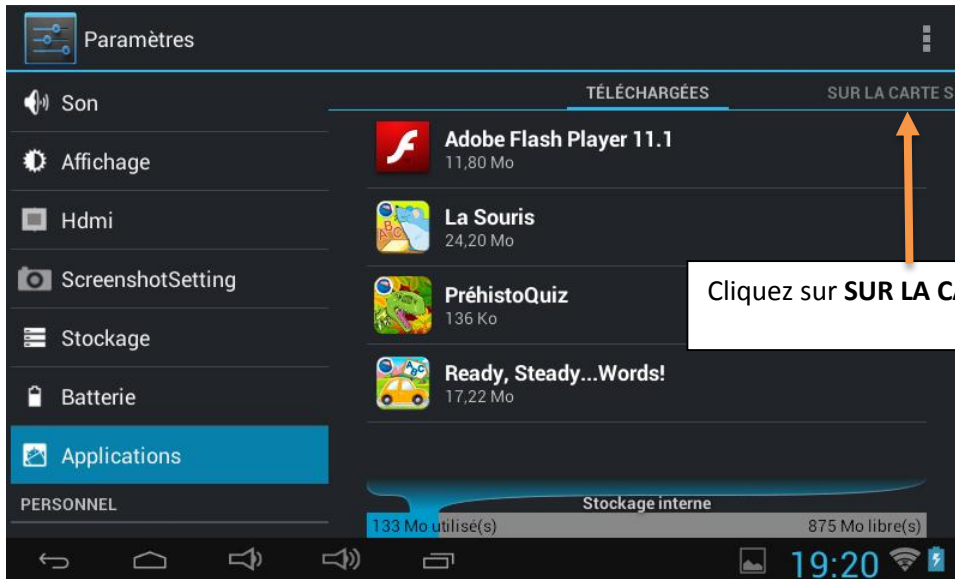 Paramètres
TÉLÉCHARGÉES
SUR LA CARTE S
Son
Affichage
Hdmi
ScreenshotSetting
Stockage
Batterie
Applications
PERSONNEL
Adobe Flash Player 11.1
11,80 Mo
La Souris
24,20 Mo
PréhistoQuiz
136 Ko
Ready, Steady...Words!
17,22 Mo
Cliquez sur SUR LA CA
Stockage interne
133 Mo utilisé(s)
875 Mo libre(s)
19:20